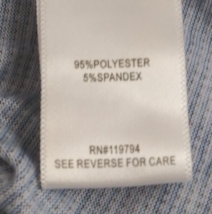 95%POLYESTER
5%SPANDEX
RN#119794
SEE REVERSE FOR CARE